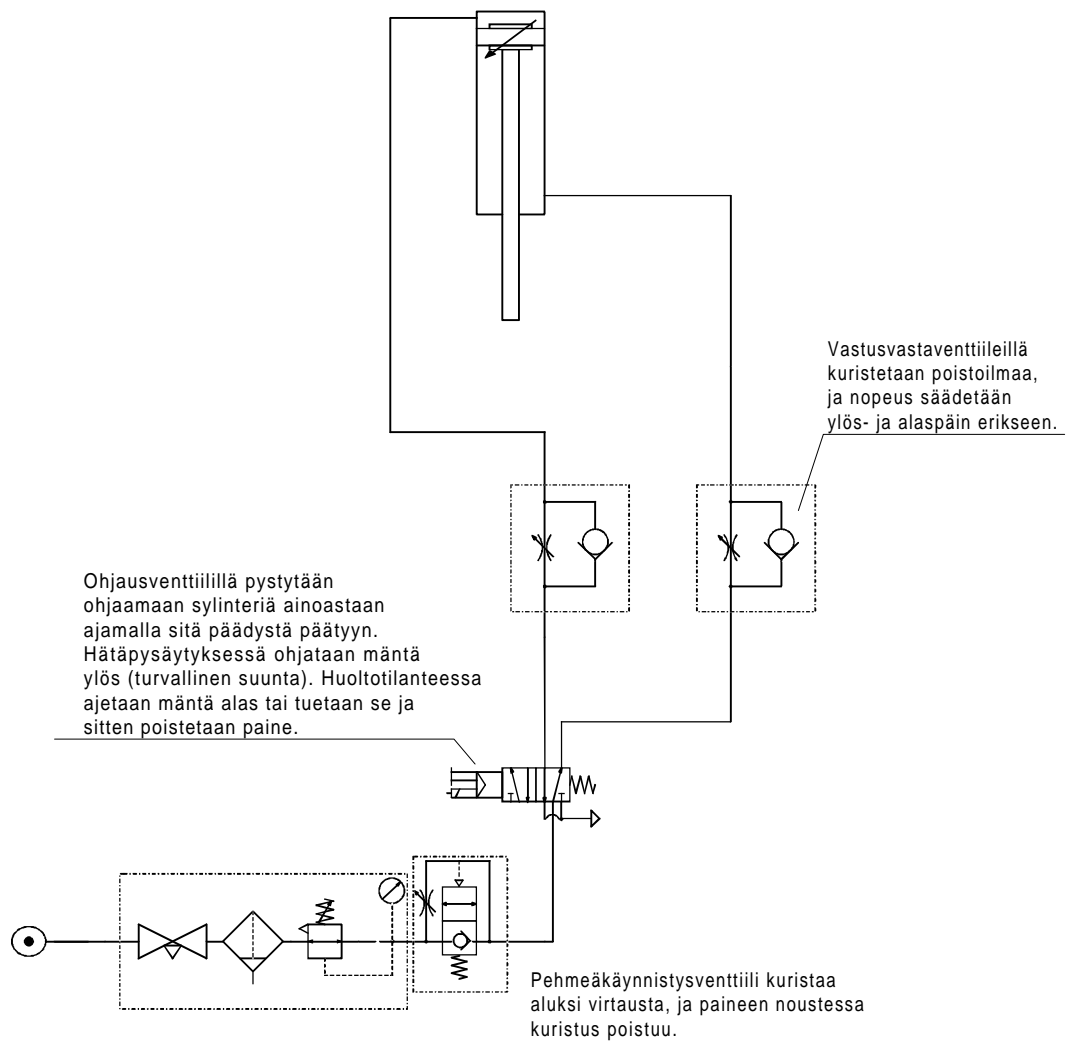 Vastusvastaventtiileillä
kuristetaan poistoilmaa,
ja nopeus säädetään
ylös- ja alaspäin erikseen.
Ohjausventtiilillä pystytään
ohjaamaan sylinteriä ainoastaan
ajamalla sitä päädystä päätyyn.
Hätäpysäytyksessä ohjataan mäntä
ylös (turvallinen suunta). Huoltotilanteessa
ajetaan mäntä alas tai tuetaan se ja
sitten poistetaan paine.
Pehmeäkäynnistysventtiili kuristaa
aluksi virtausta, ja paineen noustessa
kuristus poistuu.